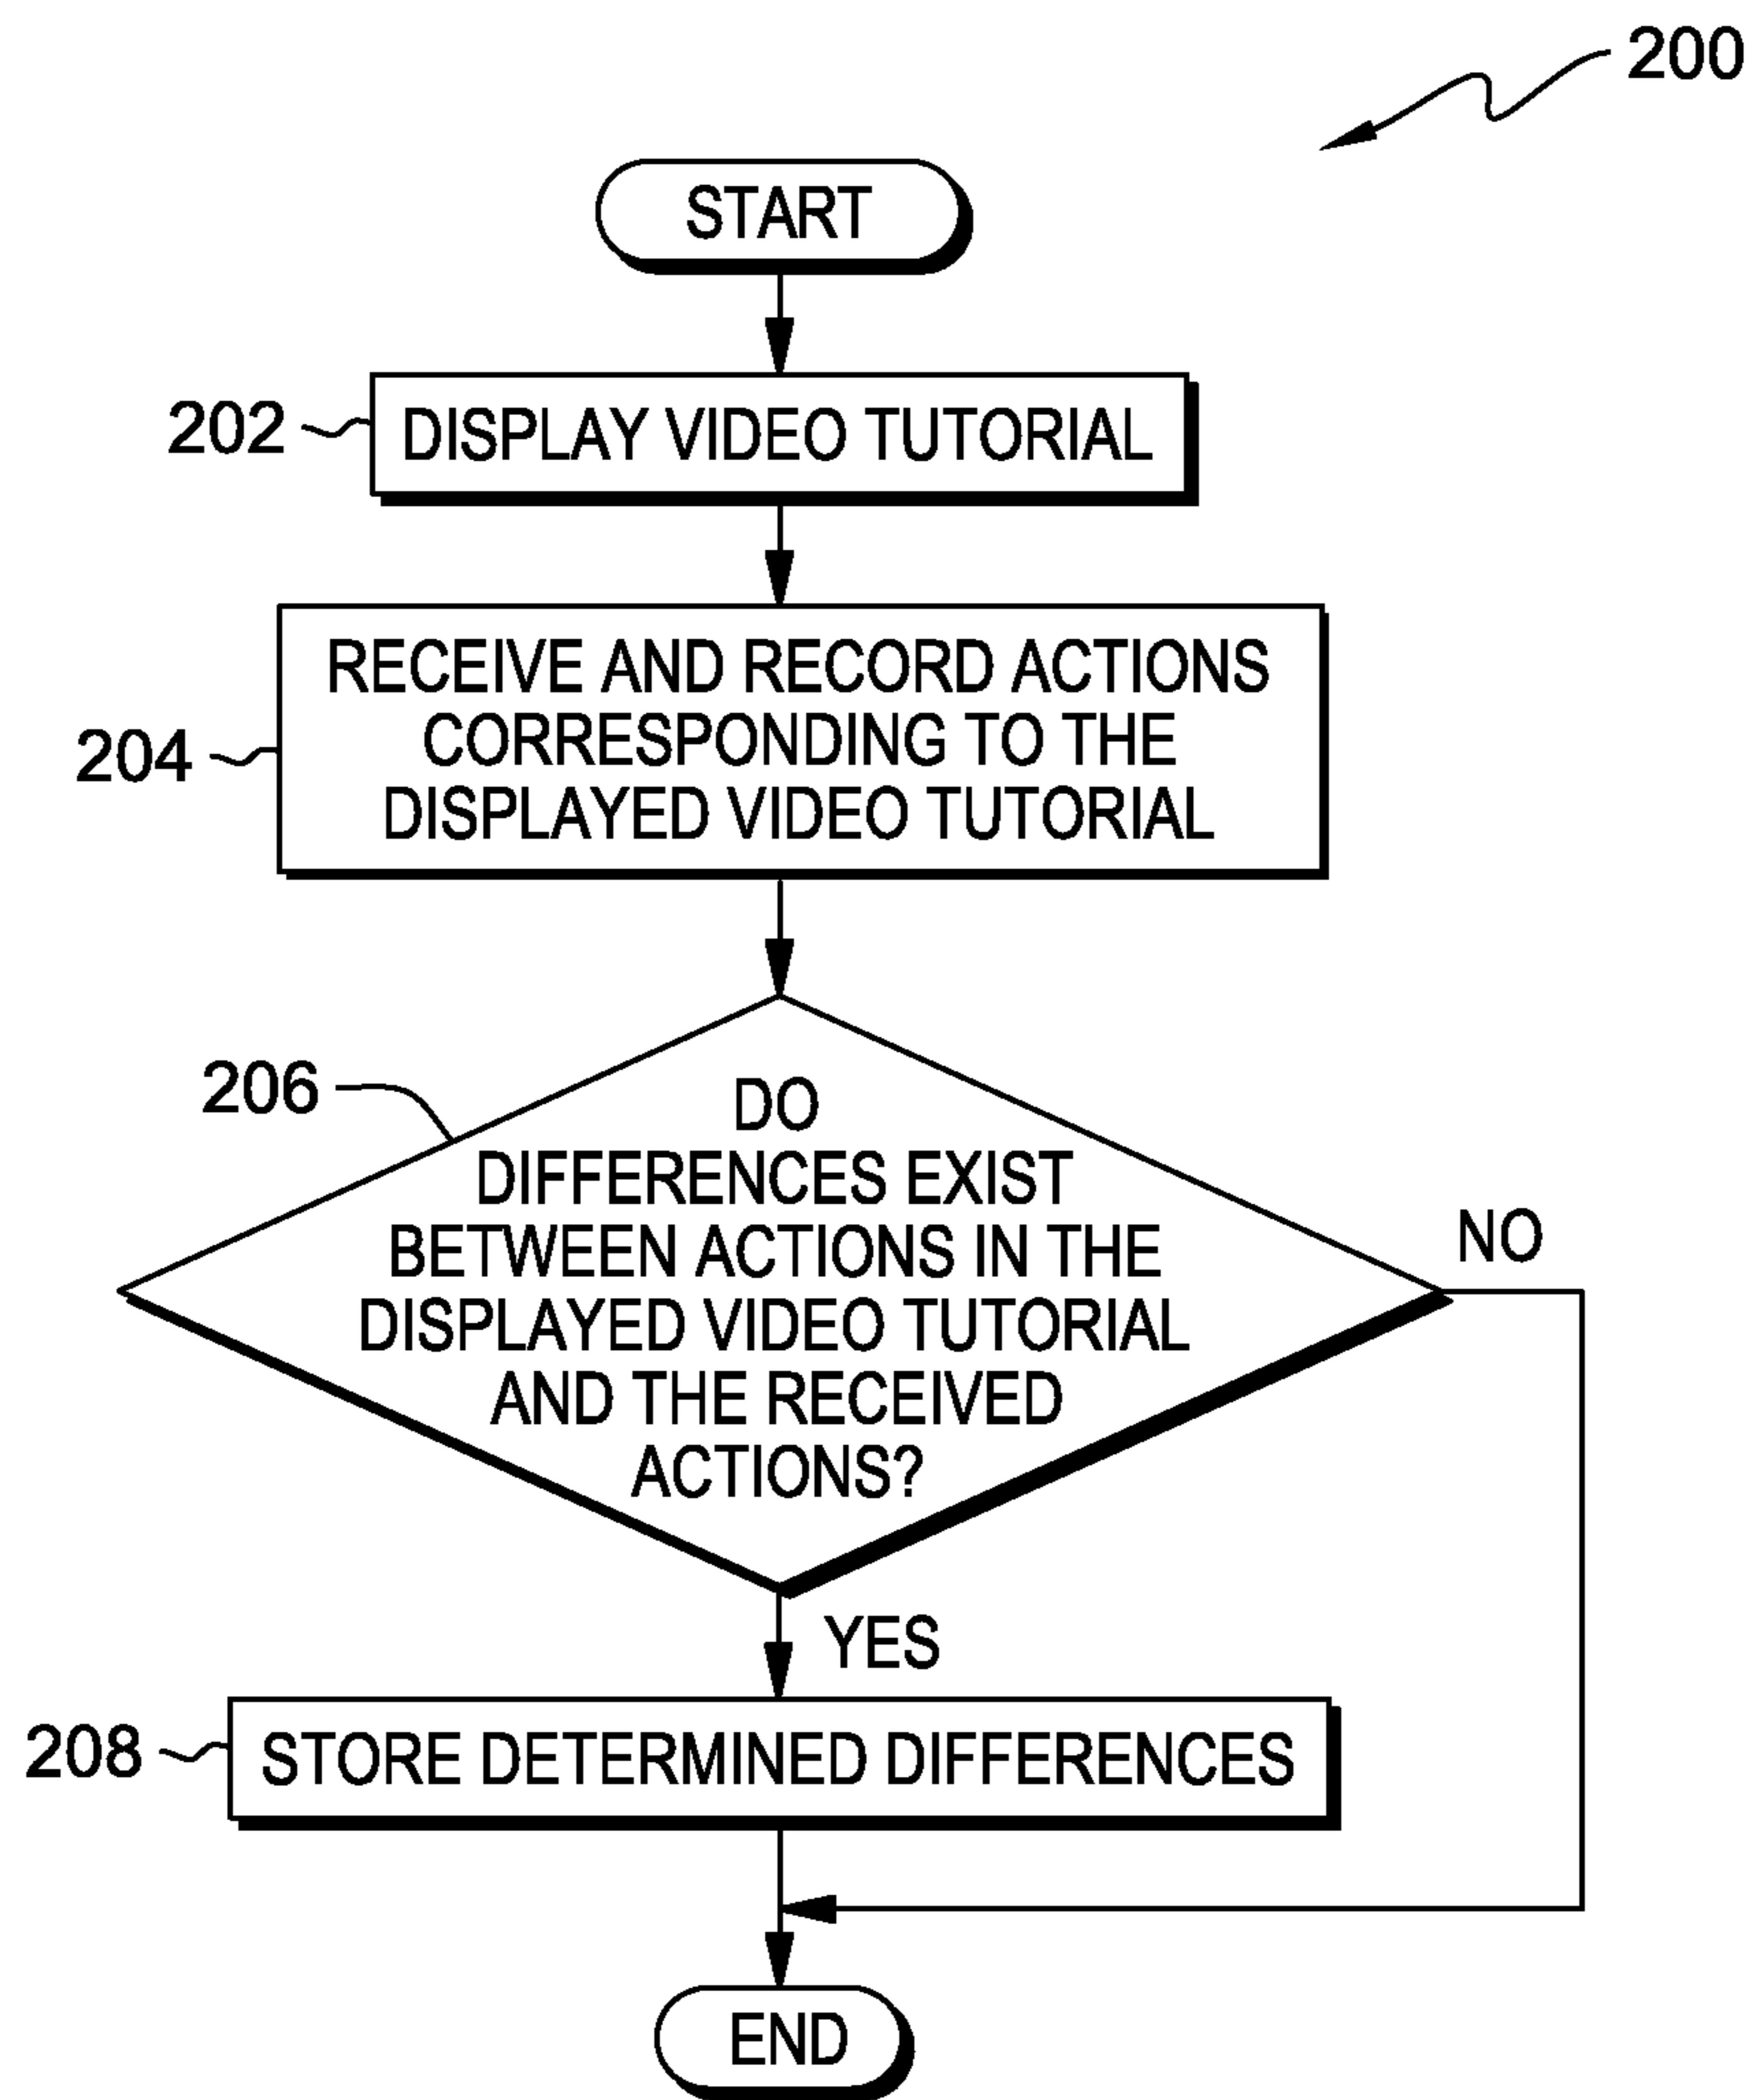 200
START
202
DISPLAY VIDEO TUTORIAL
204
RECEIVE AND RECORD ACTIONS
CORRESPONDING TO THE
DISPLAYED VIDEO TUTORIAL
206
DO
DIFFERENCES EXIST
BETWEEN ACTIONS IN THE
DISPLAYED VIDEO TUTORIAL
AND THE RECEIVED
ACTIONS?
NO
YES
208
STORE DETERMINED DIFFERENCES
END